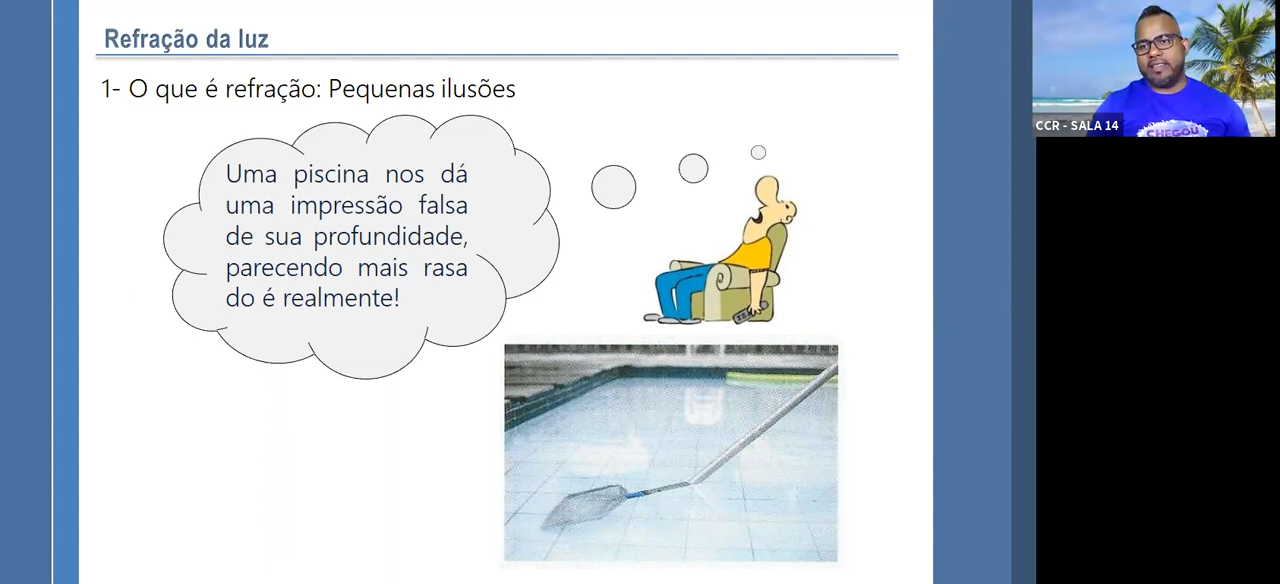 Refração da luz
1- O que é refração: Pequenas ilusões
Uma piscina nos dá
uma impressão falsa
de sua profundidade,
parecendo mais rasa
do é realmente!
CCR - SALA 14
CHEGOU